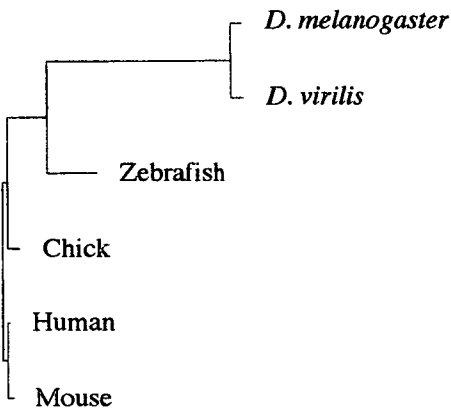 D. melanogaster
D. virilis
Zebrafish
Chick
Human
Mouse